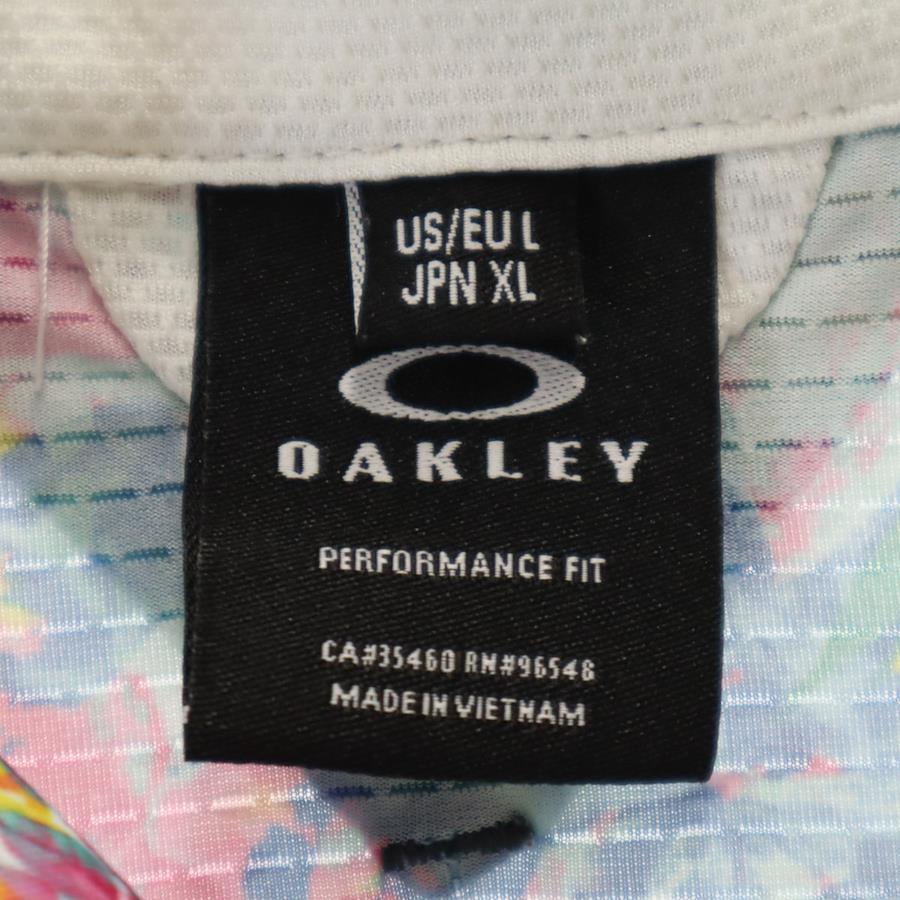 US/EU L
JPN XL
OAKLEY
PERFORMANCE FIT
CA#35460 RN#96548
MADE IN VIETNAM